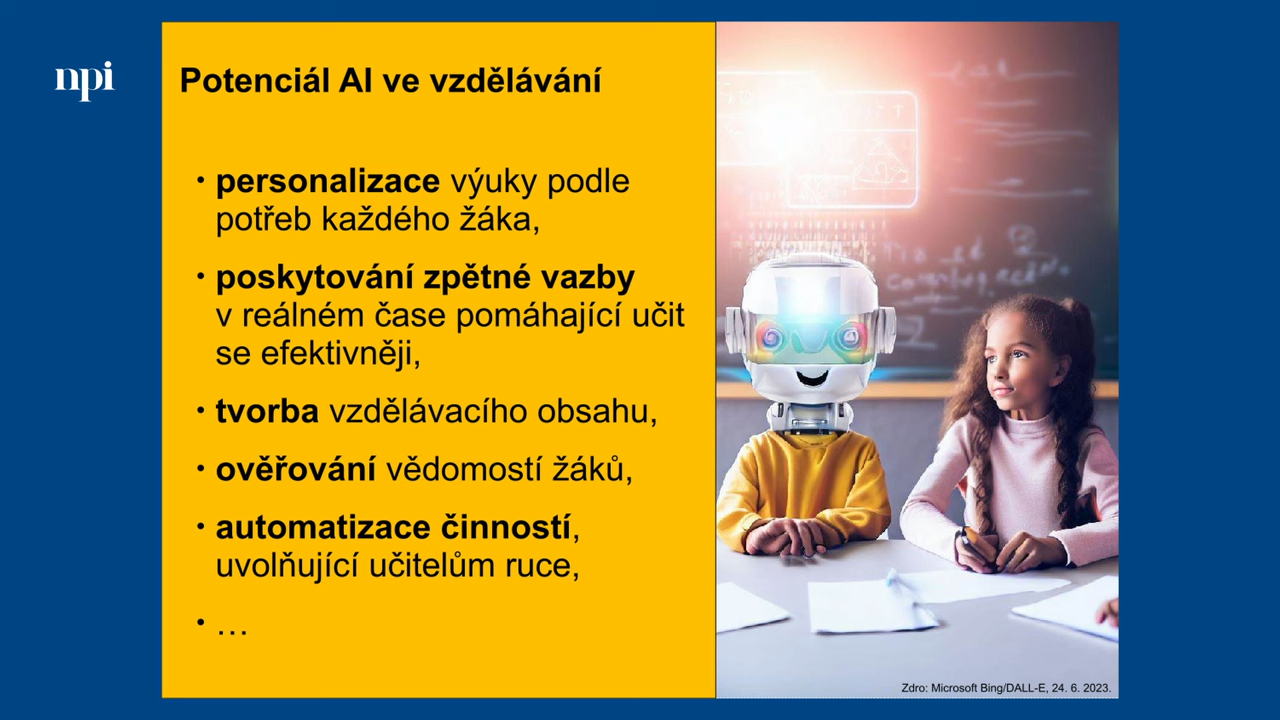 npi
Potenciál AI ve vzdělávání
• personalizace výuky podle
potřeb každého žáka,
• poskytování zpětné vazby
v reálném čase pomáhající učit
se efektivněji,
• tvorba vzdělávacího obsahu,
• ověřování vědomostí žáků,
• automatizace činností,
uvolňující učitelům ruce,
• …
Zdro: Microsoft Bing/DALL-E, 24. 6. 2023.